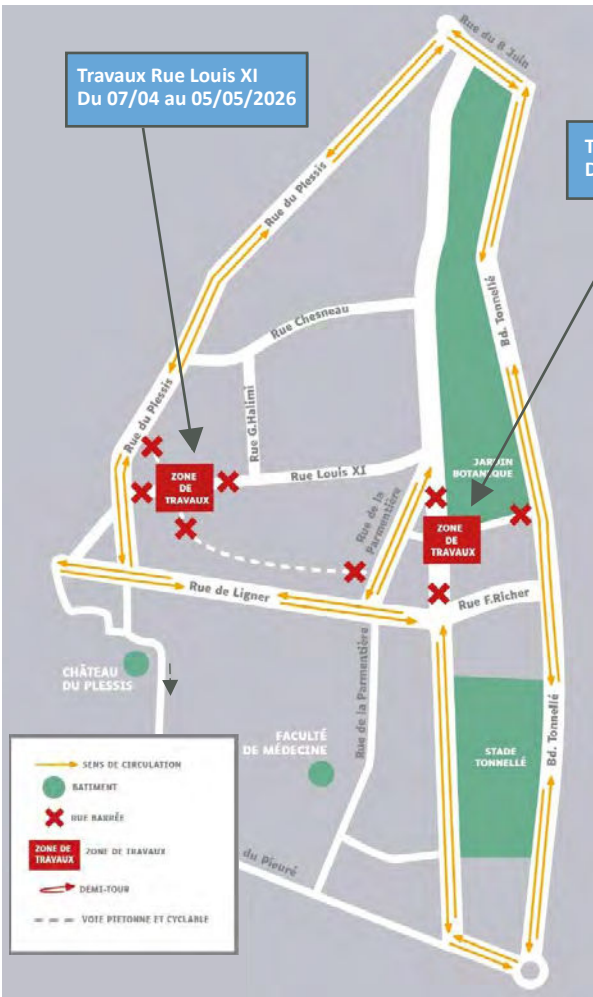 Rue du 8 Juin
Travaux Rue Louis XI
Du 07/04 au 05/05/2026
T
D
Rue du Plessis
Bd. Tonnellé
Rue Chesneau
Rue du Plessis
Rue G.Halimi
JARDIN
BOTANIQUE
ZONE
DE
TRAVAUX
Rue Louis XI
Rue de la
Parmentière
ZONE
DE
TRAVAUX
Rue de Ligner
Rue F.Richer
CHÂTEAU
DU PLESSIS
Rue de la Parmentière
FACULTÉ
DE MÉDECINE
Bd. Tonnellé
STADE
TONNELLÉ
SENS DE CIRCULATION
BATIMENT
RUE BARRÉE
ZONE DE
TRAVAUX
ZONE DE TRAVAUX
DEMI-TOUR
VOIE PIETONNE ET CYCLABLE
du Pieuré